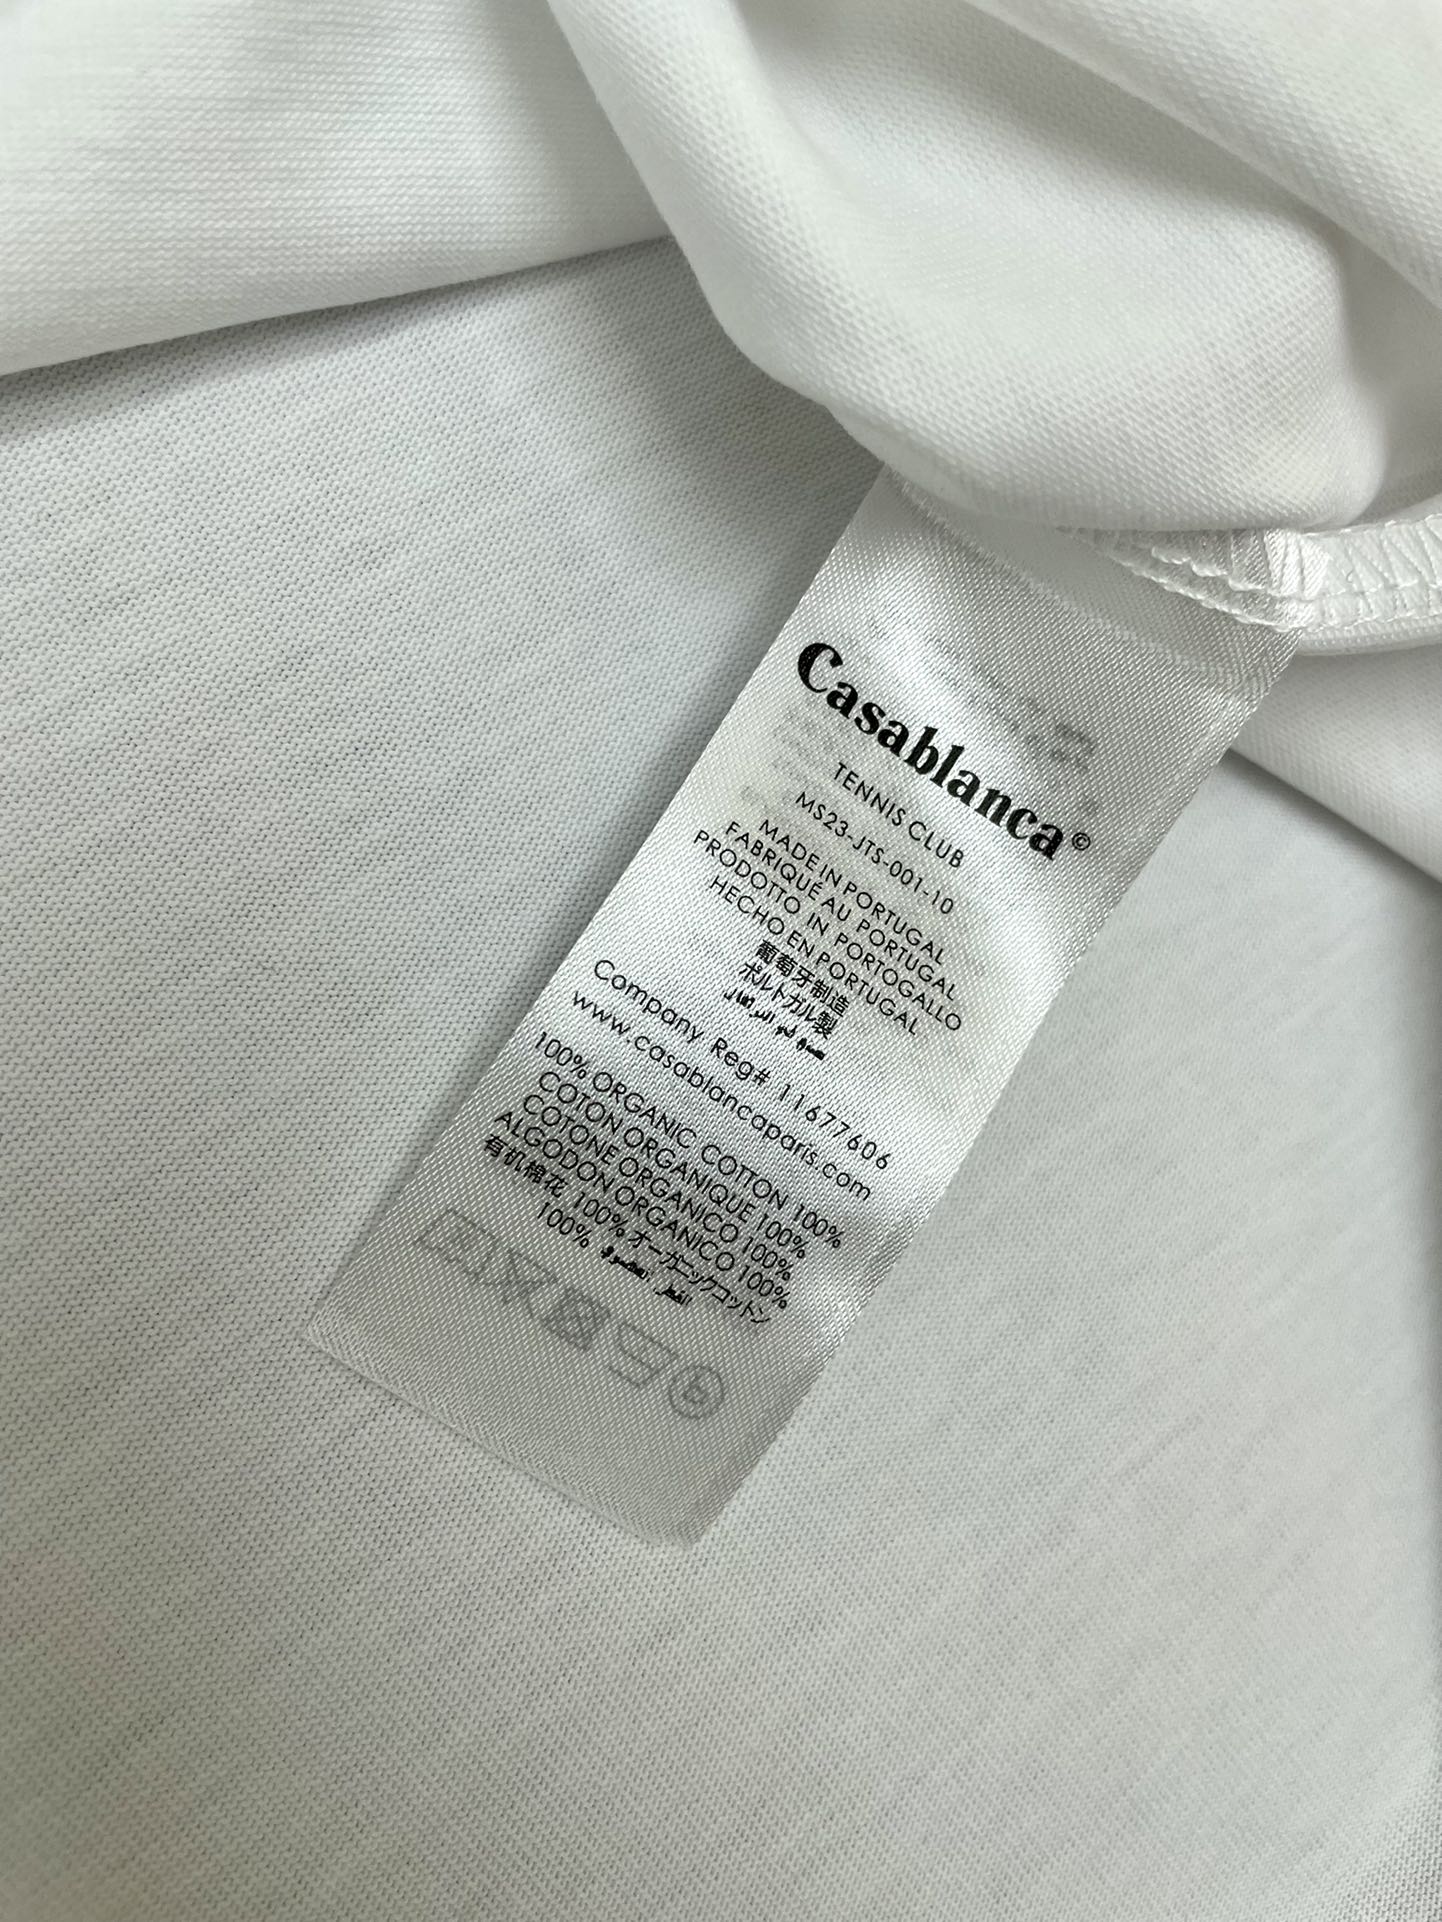 Casablanca©
TENNIS CLUB
MS23-JTS-001-10
MADE IN PORTUGAL
FABRIQUÉ AU PORTUGAL
PRODOTTO IN PORTOGALLO
HECHO EN PORTUGAL
葡萄牙制造
ポルトガル製
Company Reg# 11677606
www.casablancaparis.com
100% ORGANIC COTTON 100%
COTON ORGANIQUE 100%
COTONE ORGANICO 100%
ALGODON ORGANICO 100%
有机棉花 100% オーガニックコットン
100%